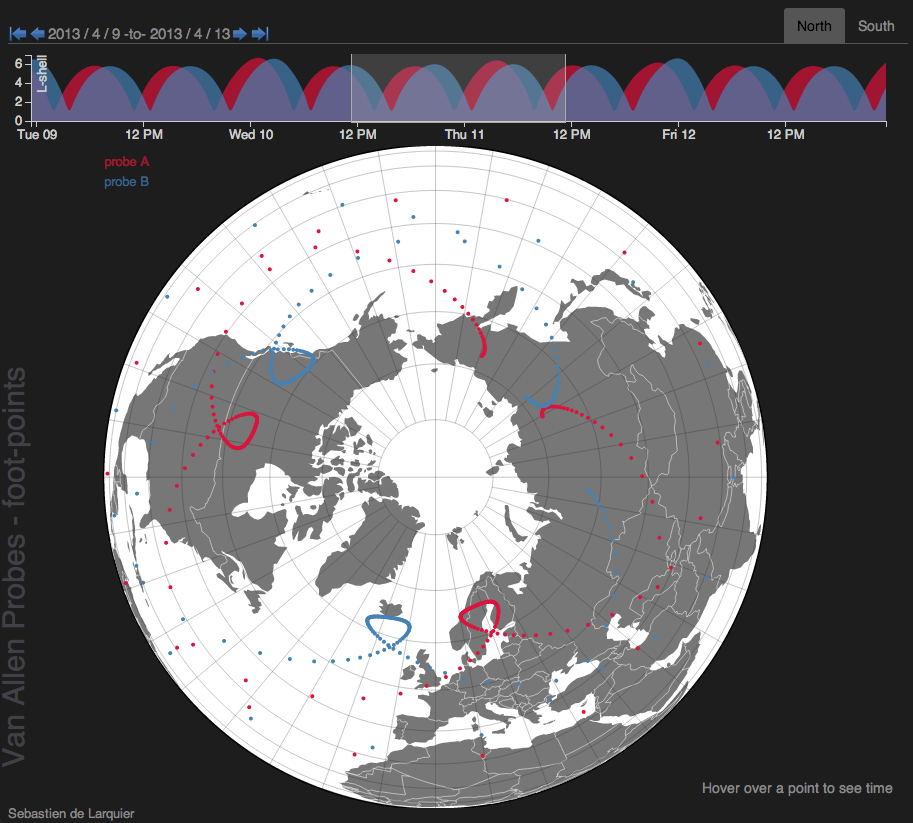 2013 / 4 / 9 -to- 2013 / 4 / 13
North South
L-shell
6
4
2
0
Tue 09 12 PM Wed 10 12 PM Thu 11 12 PM Fri 12 12 PM
probe A
probe B
Van Allen Probes - foot-points
Hover over a point to see time
Sebastien de Larquier